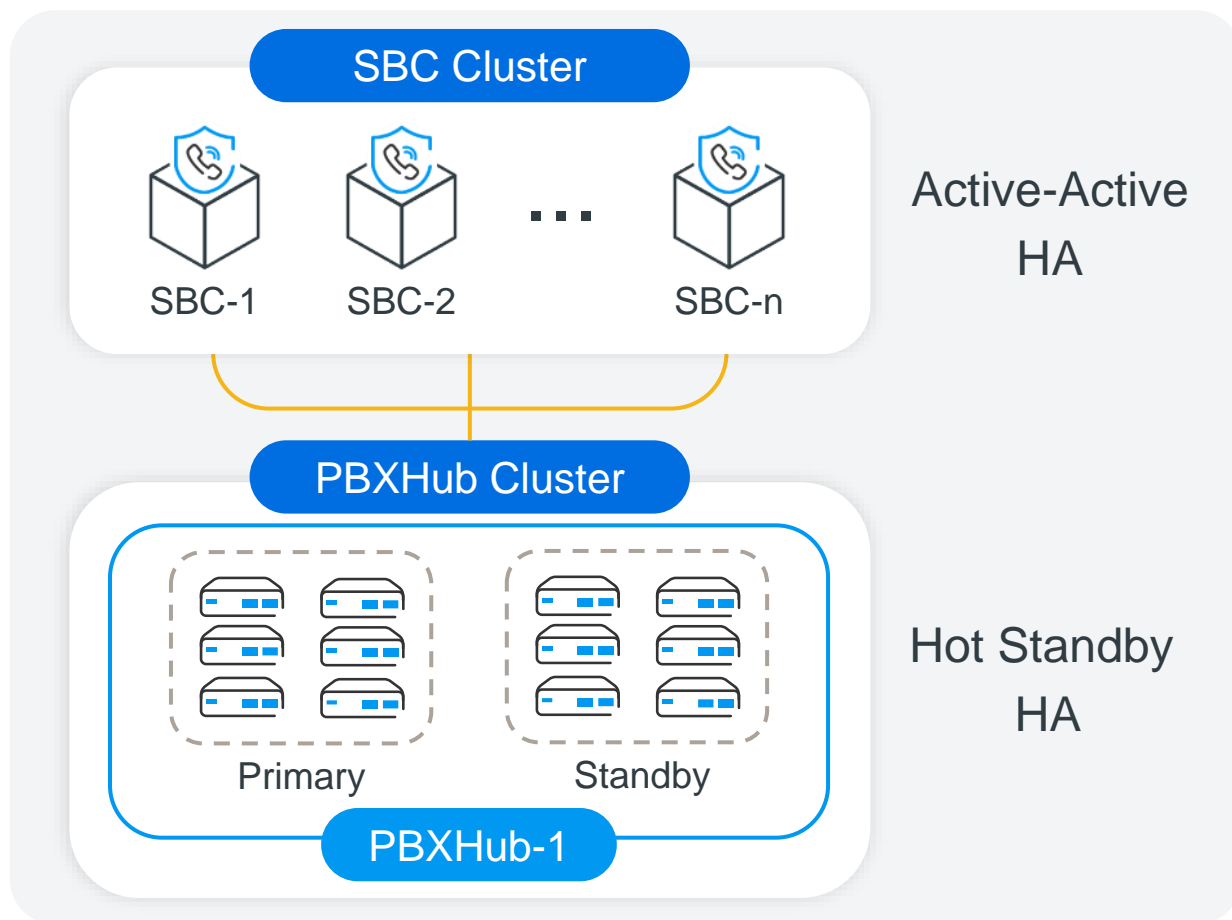 SBC Cluster
SBC-1
SBC-2
...
SBC-n
Active-Active
HA
PBXHub Cluster
Primary
Standby
PBXHub-1
Hot Standby
HA